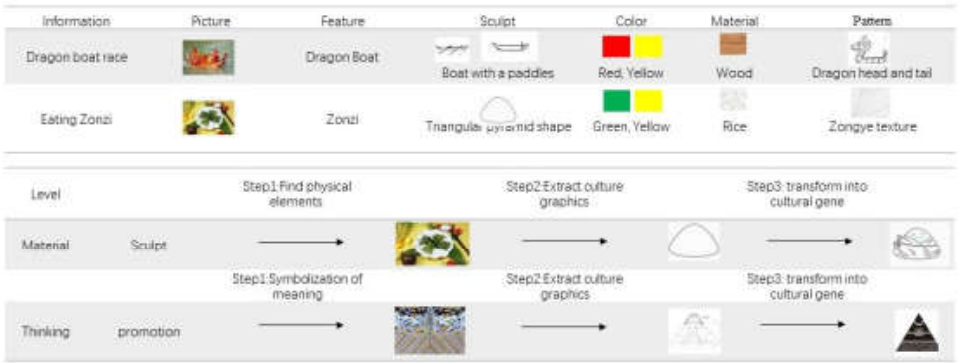 Information Picture Feature Sculpt Color Material Pattern
Dragon boat race Dragon Boat Boat with a paddles Red, Yellow Wood Dragon head and tail
Eating Zonzi Zonzi Triangular pyramid shape Green, Yellow Rice Zongye texture
Level Step1:Find physical elements Step2:Extract culture graphics Step3: transform into cultural gene
Material Sculpt
Step1:Symbolization of meaning Step2:Extract culture graphics Step3: transform into cultural gene
Thinking promotion